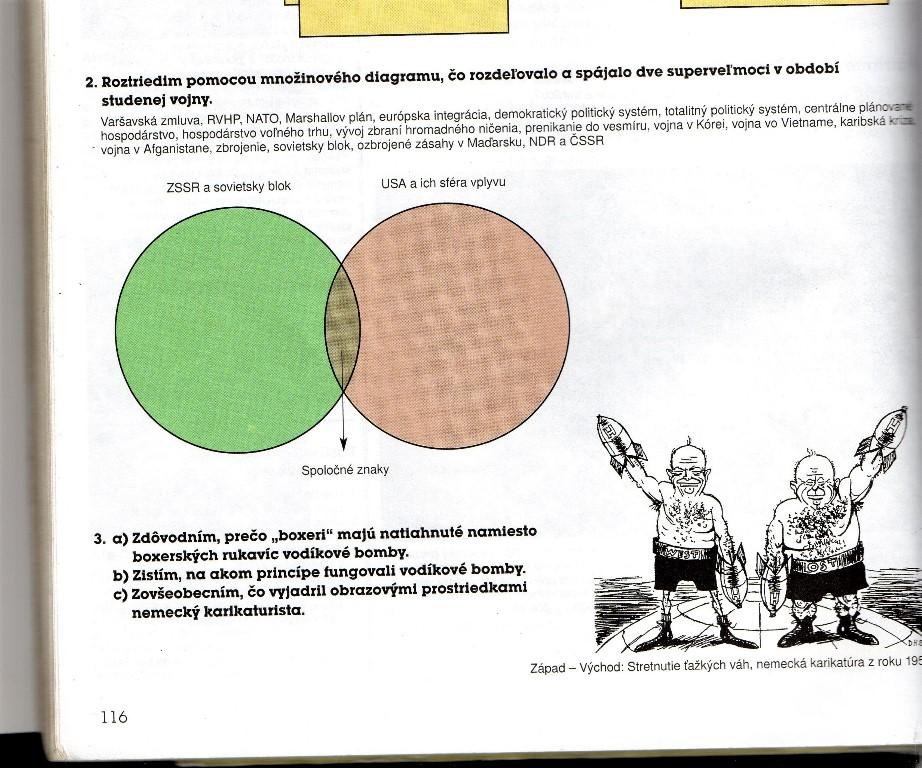 2. Roztriedim pomocou množinového diagramu, čo rozdeľovalo a spájalo dve superveľmoci v období
studenej vojny.
Varšavská zmluva, RVHP, NATO, Marshallov plán, európska integrácia, demokratický politický systém, totalitný politický systém, centrálne plánované
hospodárstvo, hospodárstvo voľného trhu, vývoj zbraní hromadného ničenia, prenikanie do vesmíru, vojna v Kórei, vojna vo Vietname, karibská kríza,
vojna v Afganistane, zbrojenie, sovietsky blok, ozbrojené zásahy v Maďarsku, NDR a ČSSR
ZSSR a sovietsky blok
USA a ich sféra vplyvu
Spoločné znaky
3. a) Zdôvodním, prečo „boxeri“ majú natiahnuté namiesto
boxerských rukavíc vodíkové bomby.
b) Zistím, na akom princípe fungovali vodíkové bomby.
c) Zovšeobecním, čo vyjadril obrazovými prostriedkami
nemecký karikaturista.
WESTIN
OSTI
Západ – Východ: Stretnutie ťažkých váh, nemecká karikatúra z roku 195
116